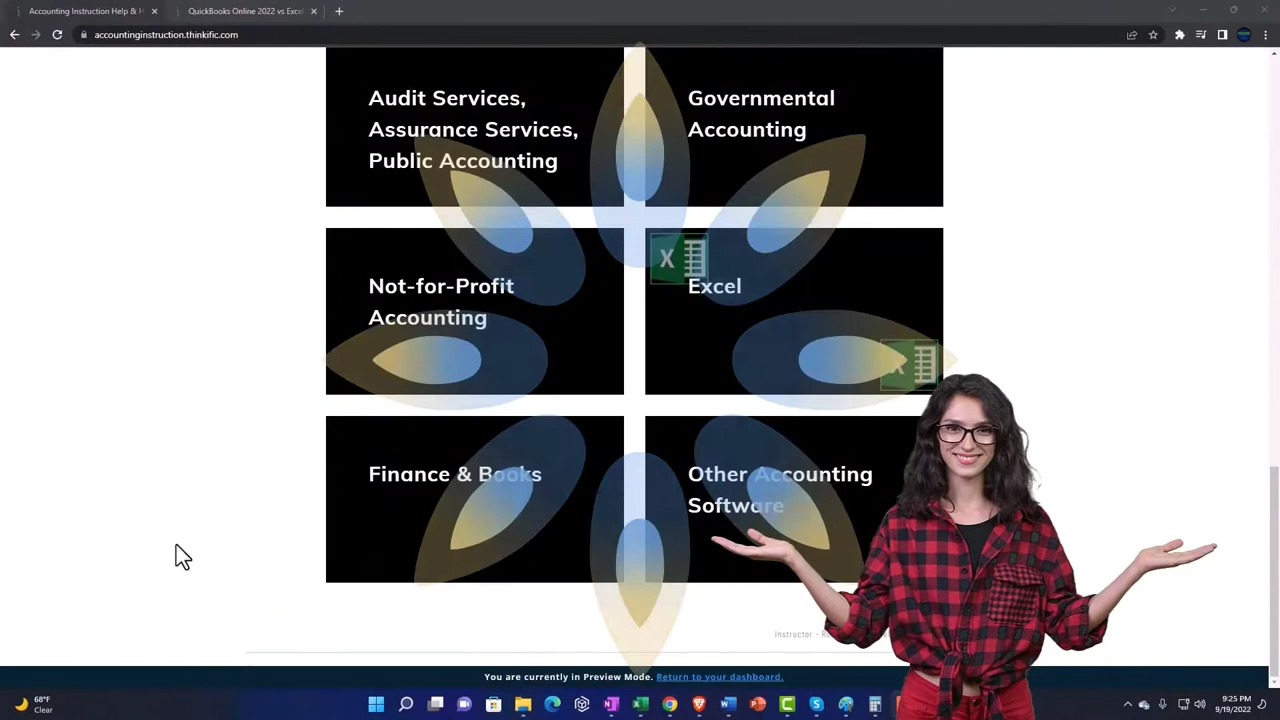 Accounting Instruction Help & H
QuickBooks Online 2022 vs Excel
accountinginstruction.thinkific.com
Audit Services,
Assurance Services,
Public Accounting
Governmental
Accounting
Not-for-Profit
Accounting
X
Excel
Finance & Books
Other Accounting
Software
Instructor -
You are currently in Preview Mode. Return to your dashboard.
68°F
Clear
9:25 PM
9/19/2022